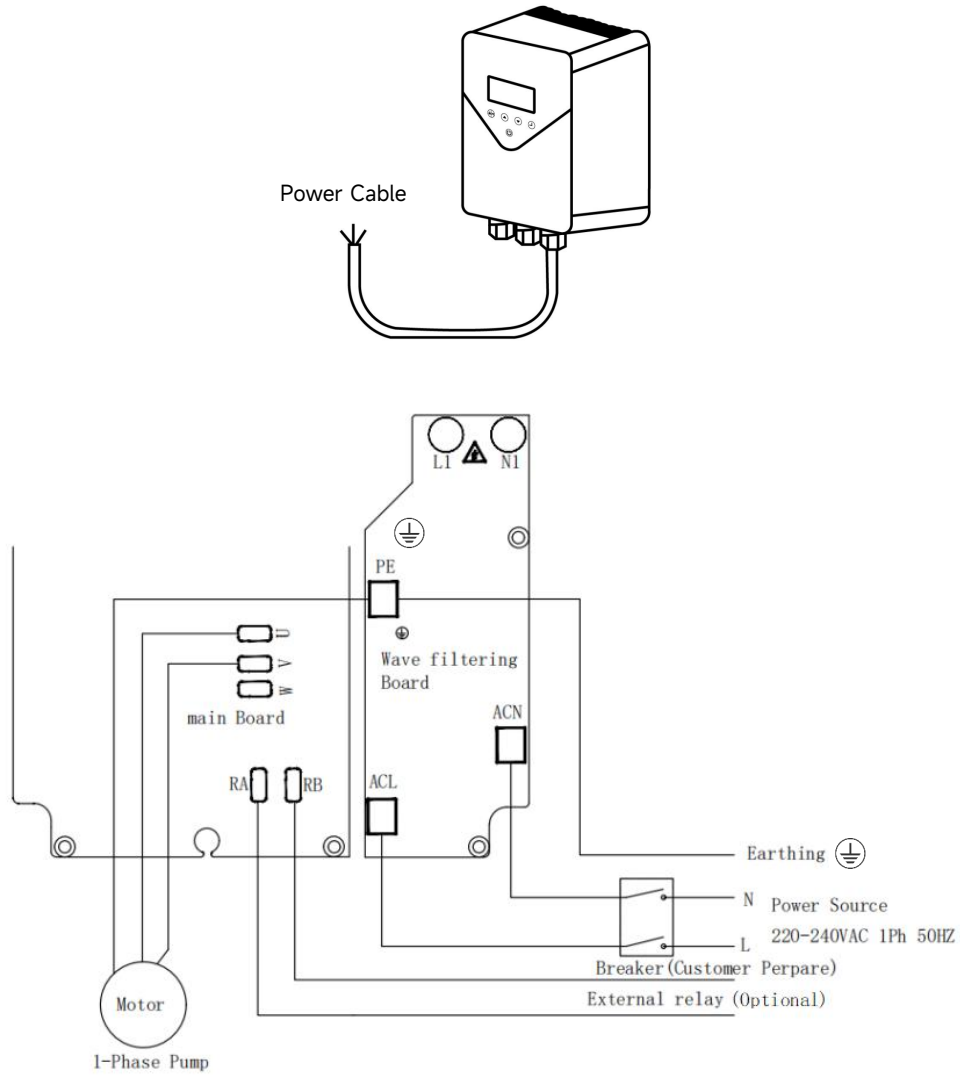 Power Cable
L1
N1
PE
U
V
W
Wave filtering
Board
main Board
ACN
RA
RB
ACL
Earthing
N
Power Source
L
220-240VAC 1Ph 50HZ
Breaker(Customer Perpare)
External relay (Optional)
Motor
1-Phase Pump